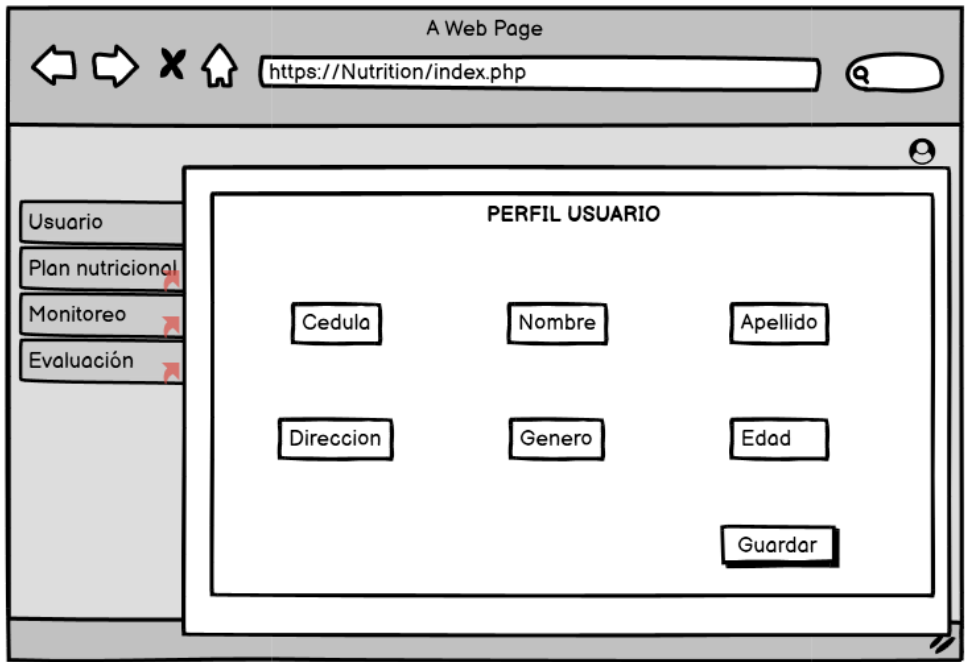 A Web Page
https://Nutrition/index.php
Usuario
Plan nutricional
Monitoreo
Evaluación
PERFIL USUARIO
Cedula
Nombre
Apellido
Direccion
Genero
Edad
Guardar